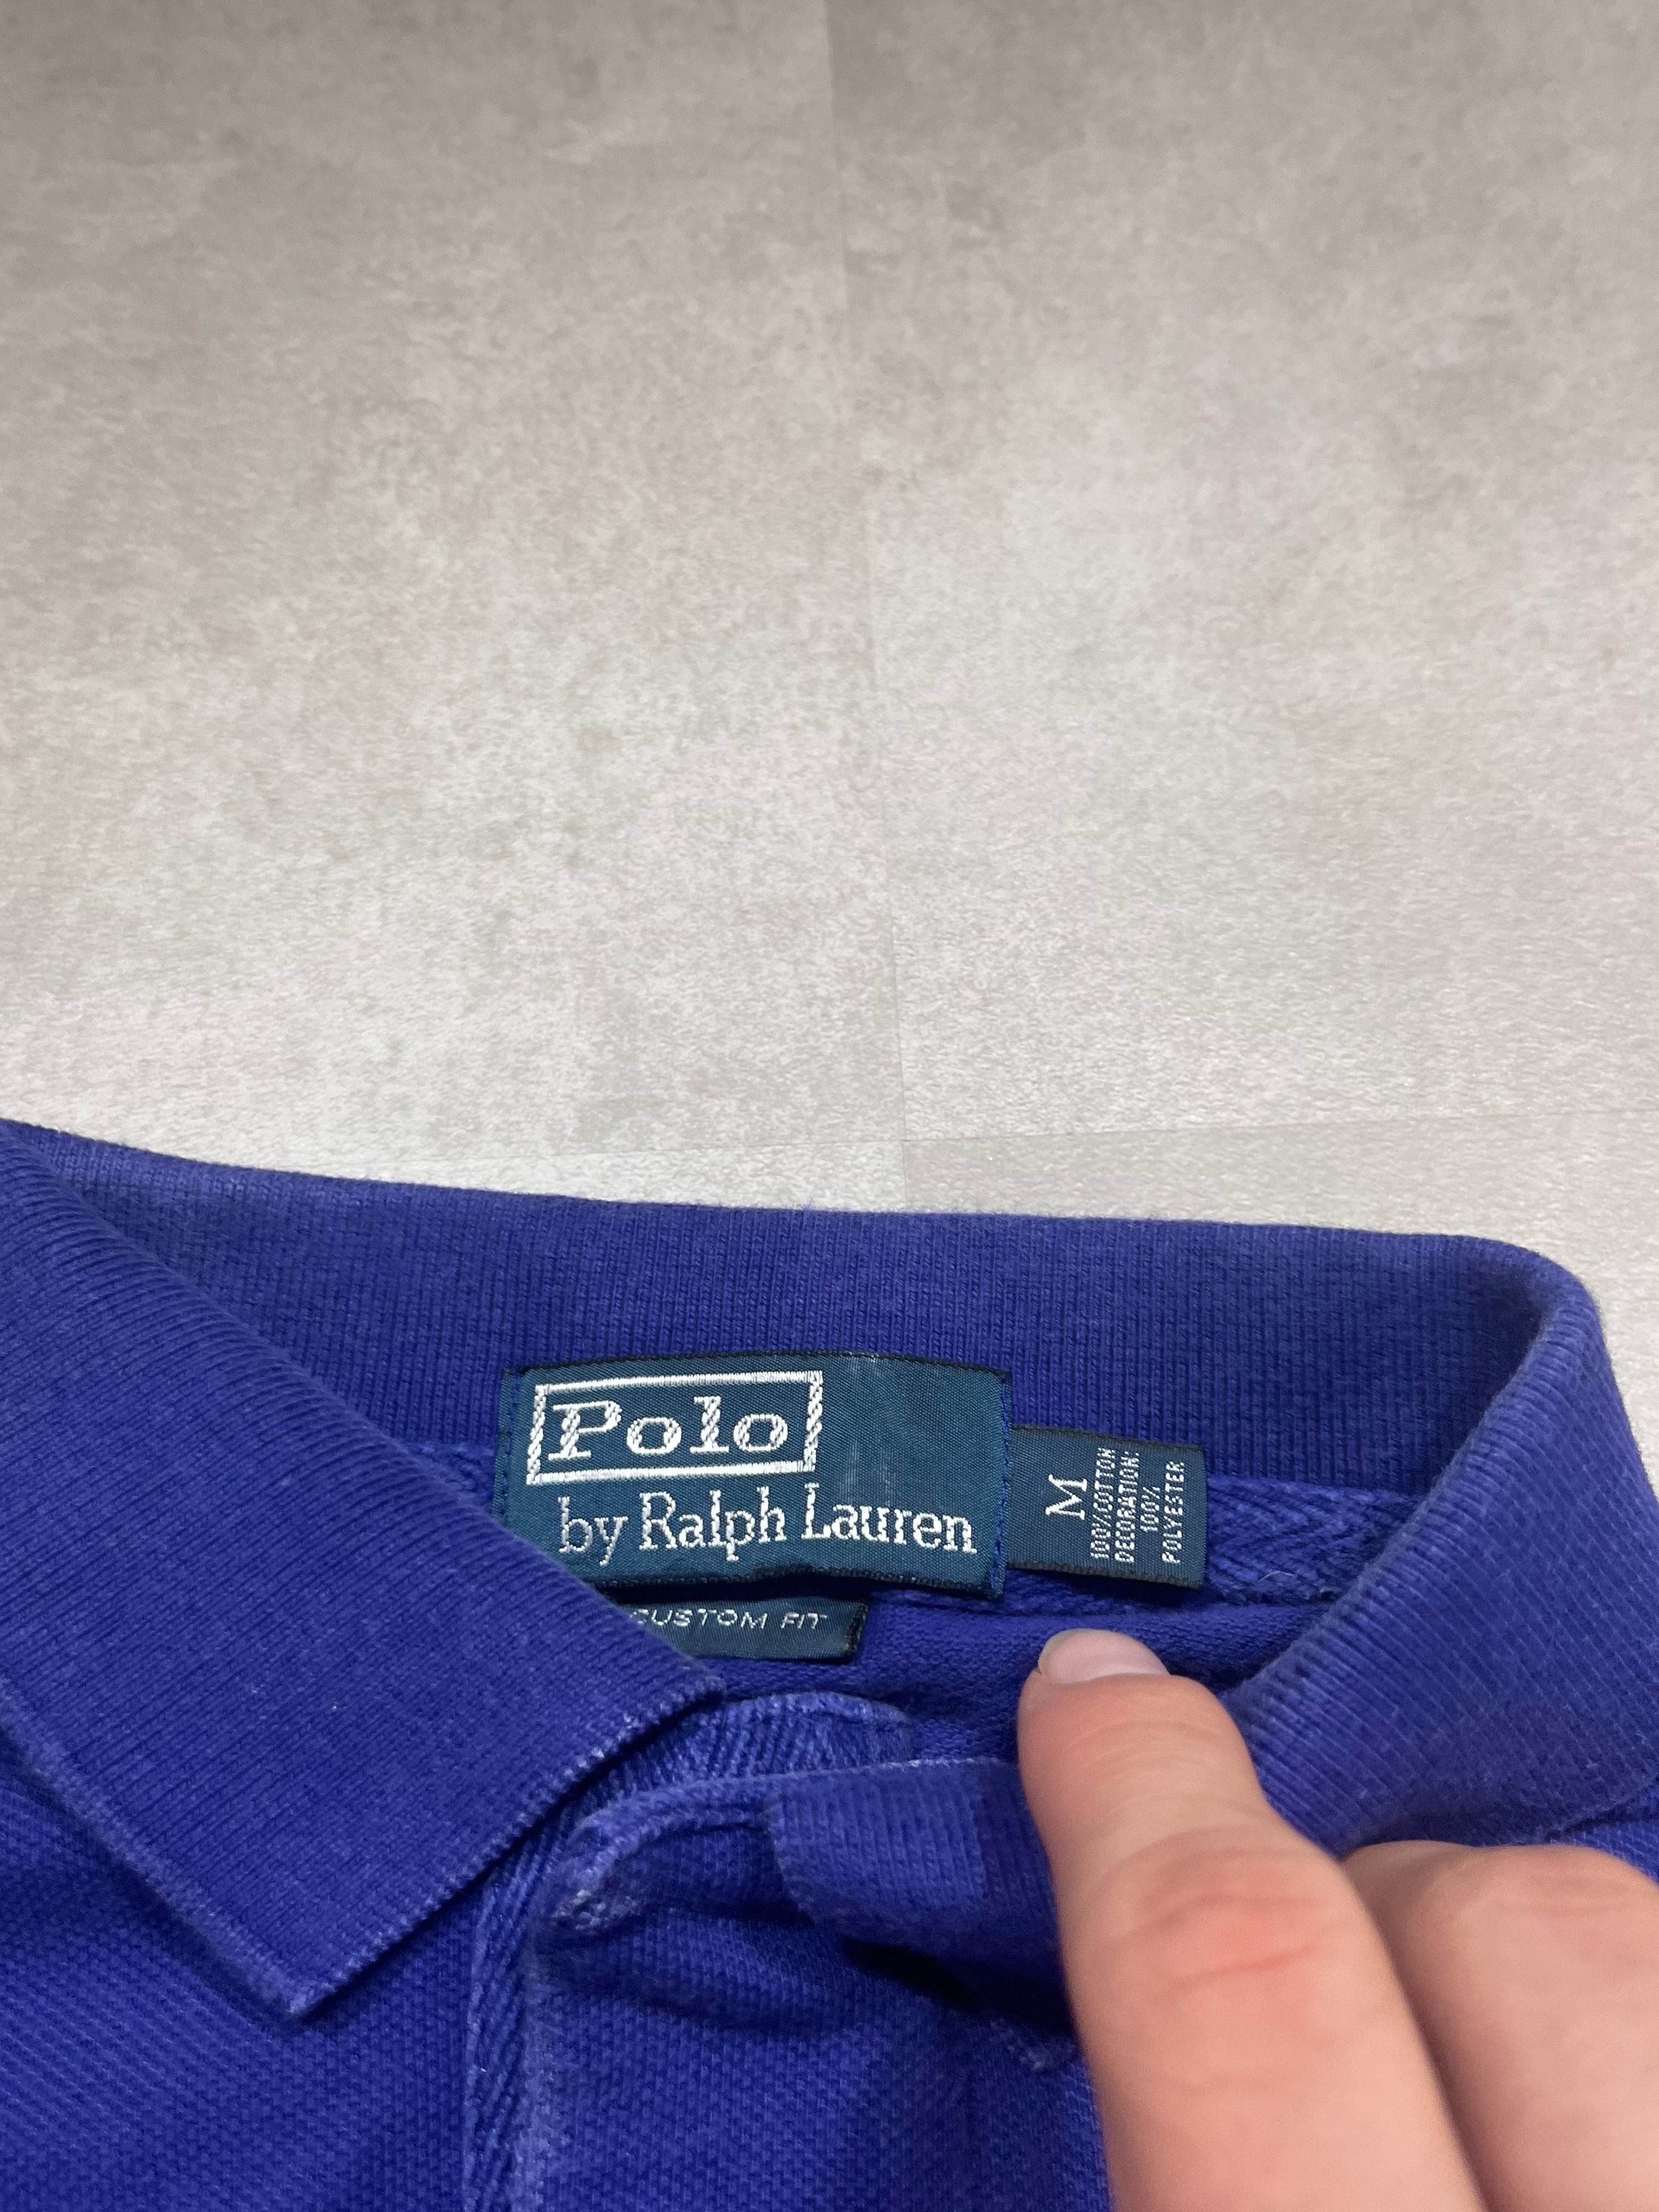 Polo
by Ralph Lauren
CUSTOM FIT
M
100%COTTON
DECORATION:
100%
POLYESTER